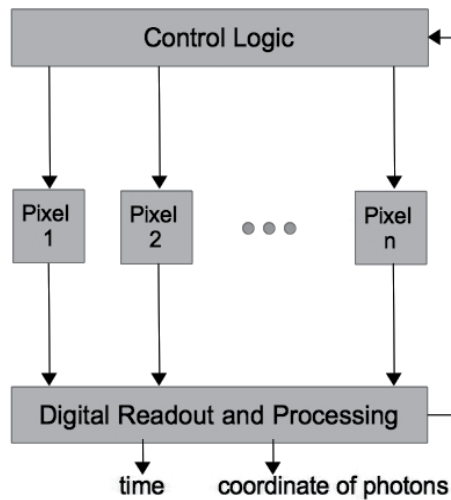 Control Logic
Pixel
1
Pixel
2
Pixel
n
Digital Readout and Processing
time
coordinate of photons